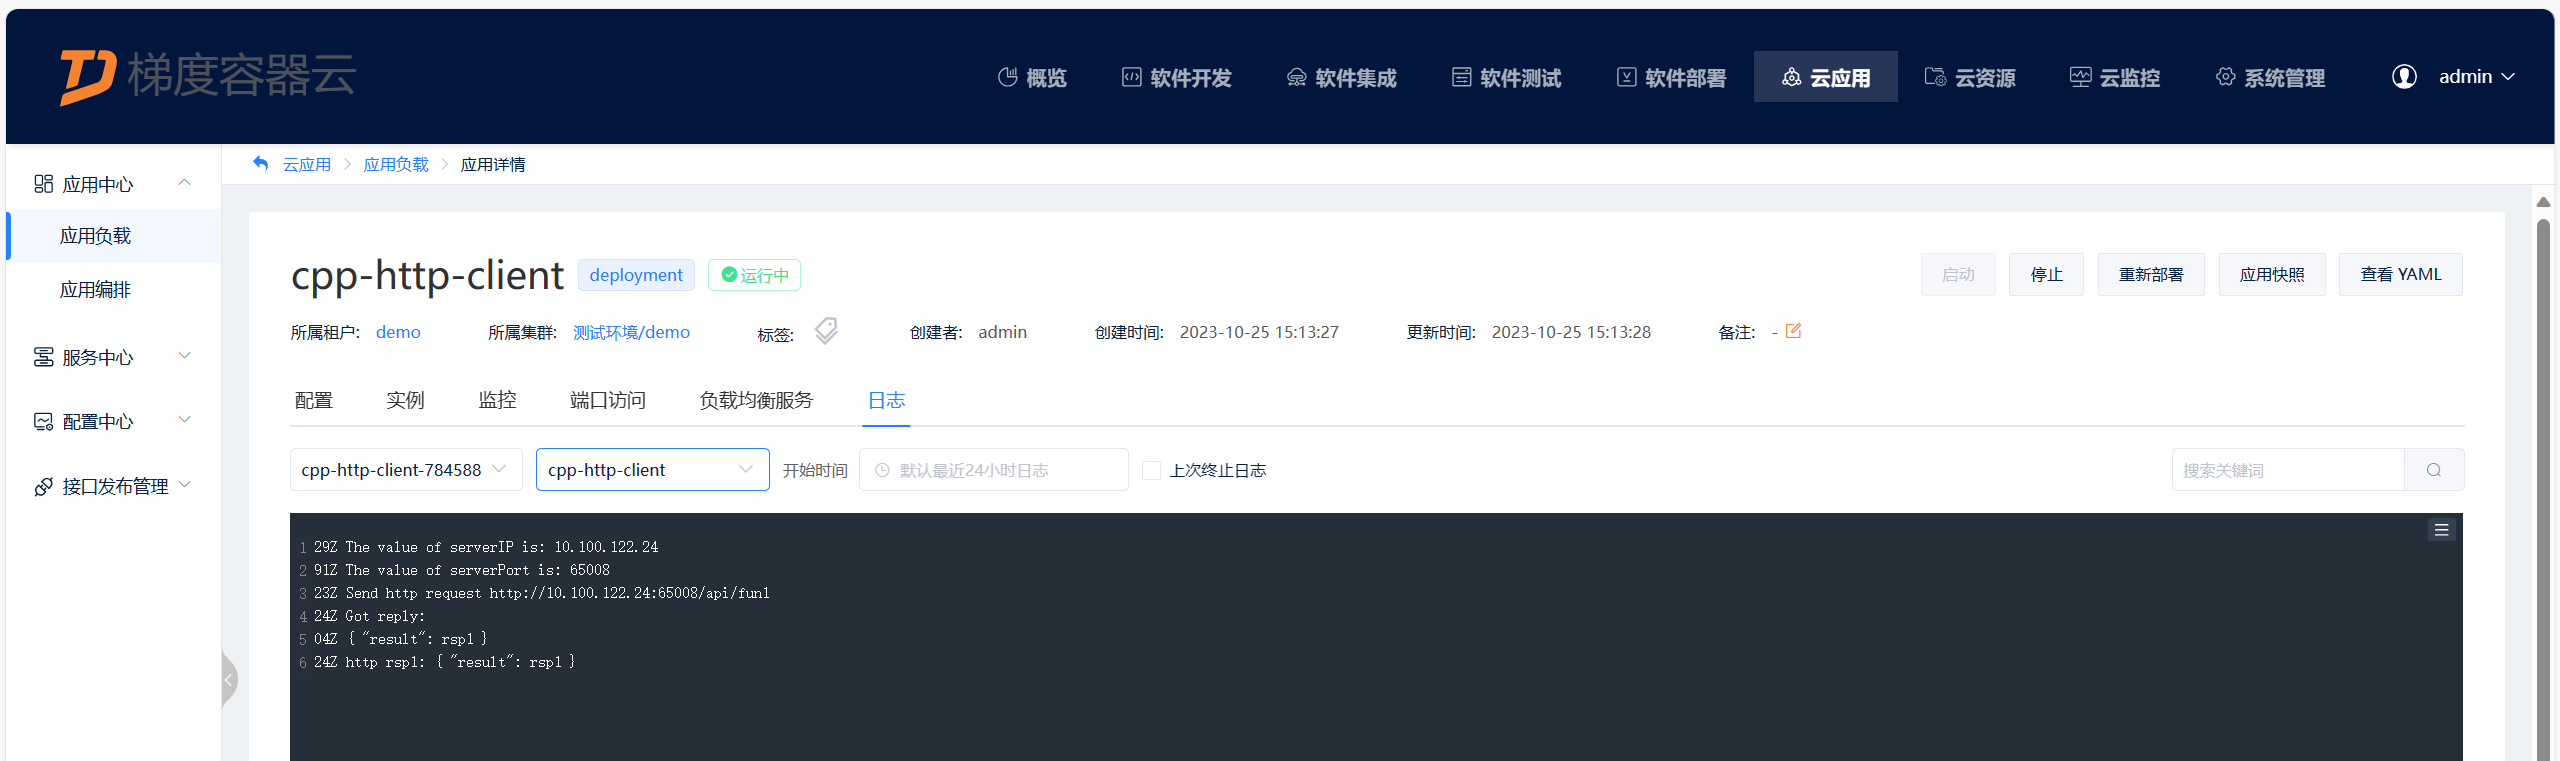 梯度容器云
概览 软件开发 软件集成 软件测试 软件部署 云应用 云资源 云监控 系统管理 admin
应用中心
应用负载
应用编排
服务中心
配置中心
接口发布管理
云应用 > 应用负载 > 应用详情
cpp-http-client deployment 运行中 启动 停止 重新部署 应用快照 查看 YAML
所属租户: demo 所属集群: 测试环境/demo 标签: 创建者: admin 创建时间: 2023-10-25 15:13:27 更新时间: 2023-10-25 15:13:28 备注: -
配置 实例 监控 端口访问 负载均衡服务 日志
cpp-http-client-784588 cpp-http-client 开始时间 默认最近24小时日志 上次终止日志 搜索关键词
1 29Z The value of serverIP is: 10.100.122.24
2 91Z The value of serverPort is: 65008
3 23Z Send http request http://10.100.122.24:65008/api/fun1
4 24Z Got reply:
5 04Z { "result": rsp1 }
6 24Z http rsp1: { "result": rsp1 }